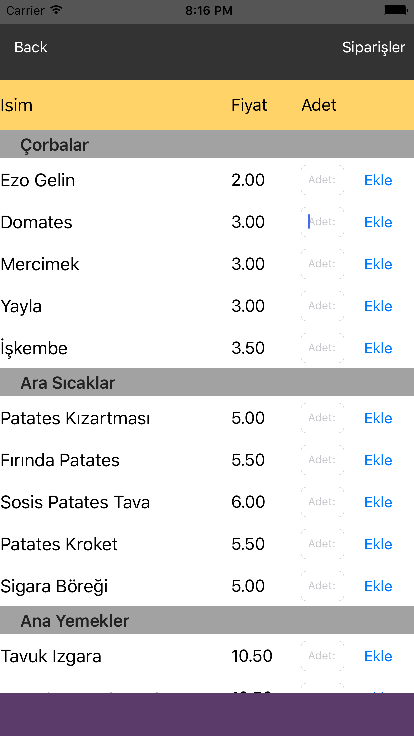 Carrier 8:16 PM
Back Siparişler
Isim Fiyat Adet
Çorbalar
Ezo Gelin 2.00 Adet: Ekle
Domates 3.00 Adet: Ekle
Mercimek 3.00 Adet: Ekle
Yayla 3.00 Adet: Ekle
İşkembe 3.50 Adet: Ekle
Ara Sıcaklar
Patates Kızartması 5.00 Adet: Ekle
Fırında Patates 5.50 Adet: Ekle
Sosis Patates Tava 6.00 Adet: Ekle
Patates Kroket 5.50 Adet: Ekle
Sigara Böreği 5.00 Adet: Ekle
Ana Yemekler
Tavuk Izgara 10.50 Adet: Ekle